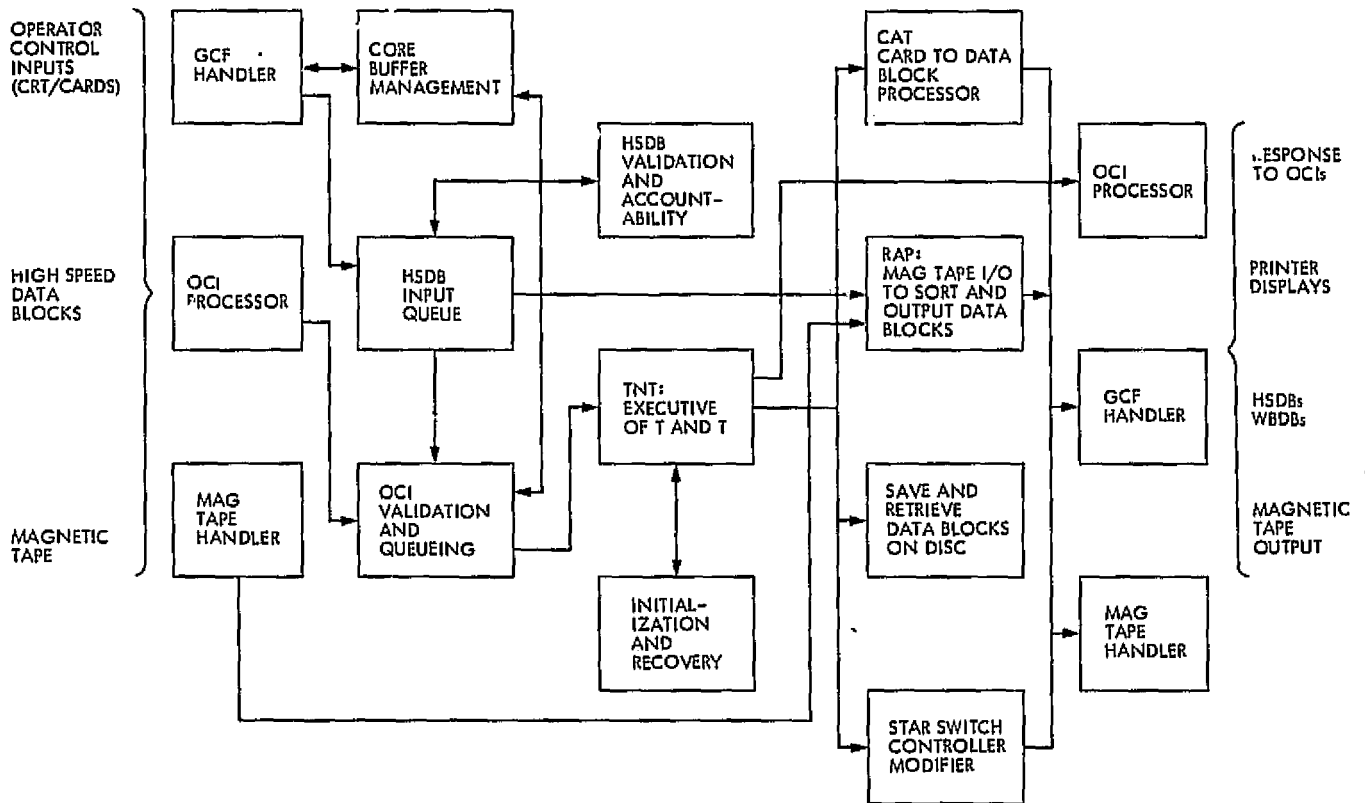 OPERATOR
CONTROL
INPUTS
(CRT/CARDS)
HIGH SPEED
DATA
BLOCKS
MAGNETIC
TAPE
GCF
HANDLER
OCI
PROCESSOR
MAG
TAPE
HANDLER
CORE
BUFFER
MANAGEMENT
HSDB
INPUT
QUEUE
OCI
VALIDATION
AND
QUEUEING
HSDB
VALIDATION
AND
ACCOUNT-
ABILITY
TNT:
EXECUTIVE
OF T AND T
INITIAL-
IZATION
AND
RECOVERY
CAT
CARD TO DATA
BLOCK
PROCESSOR
RAP:
MAG TAPE I/O
TO SORT AND
OUTPUT DATA
BLOCKS
SAVE AND
RETRIEVE
DATA BLOCKS
ON DISC
STAR SWITCH
CONTROLLER
MODIFIER
OCI
PROCESSOR
GCF
HANDLER
MAG
TAPE
HANDLER
RESPONSE
TO OCIs
PRINTER
DISPLAYS
HSDBs
WBDBs
MAGNETIC
TAPE
OUTPUT